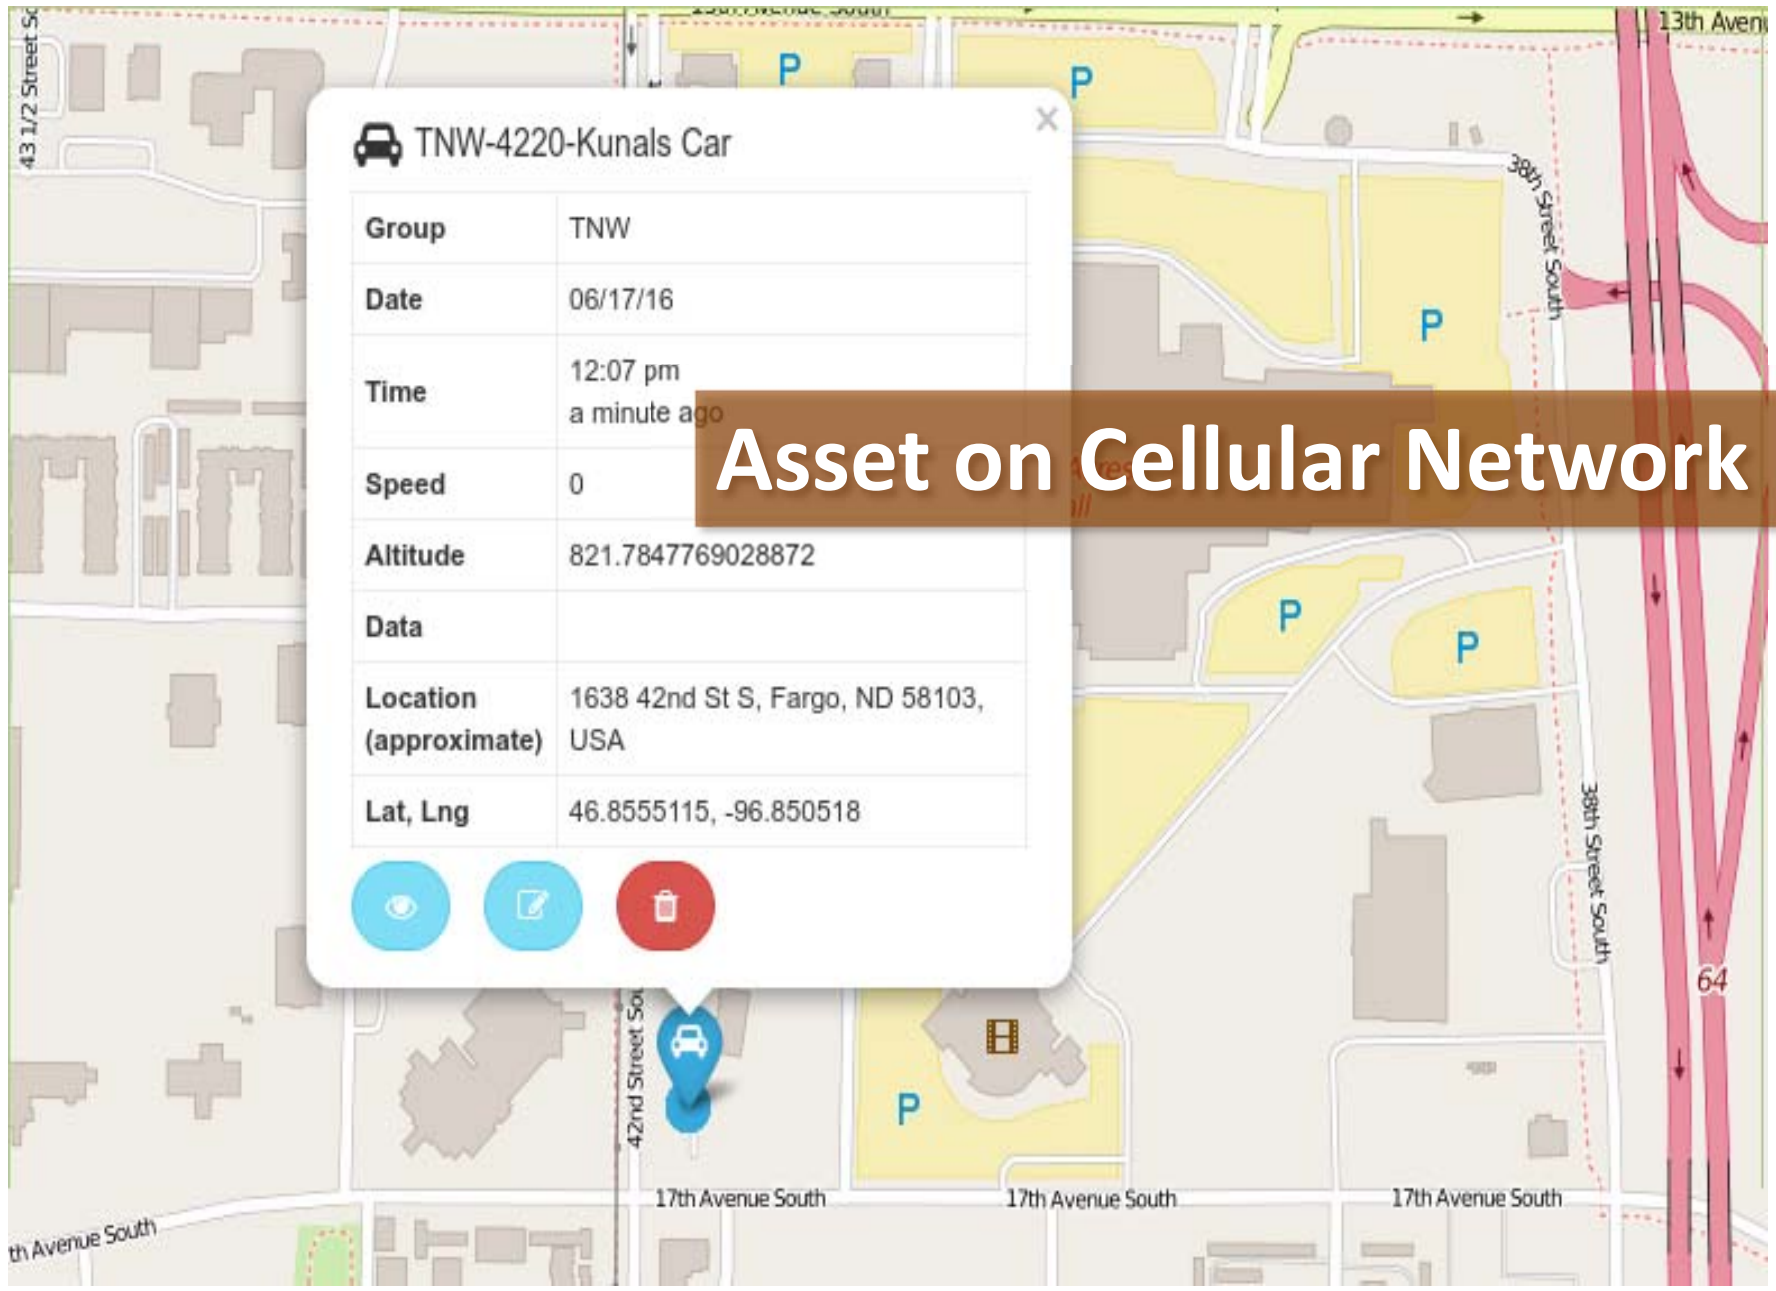 13th Avenue South
13th Aven
43 1/2 Street S
P
P
TNW-4220-Kunals Car
×
38th Street South
Group TNW
Date 06/17/16
P
Time 12:07 pm
a minute ago
Asset on Cellular Network
Speed 0
Altitude 821.7847769028872
P
P
Data
Location (approximate) 1638 42nd St S, Fargo, ND 58103,
USA
Lat, Lng 46.8555115, -96.850518
38th Street South
64
42nd Street Sou
P
17th Avenue South
17th Avenue South
17th Avenue South
th Avenue South